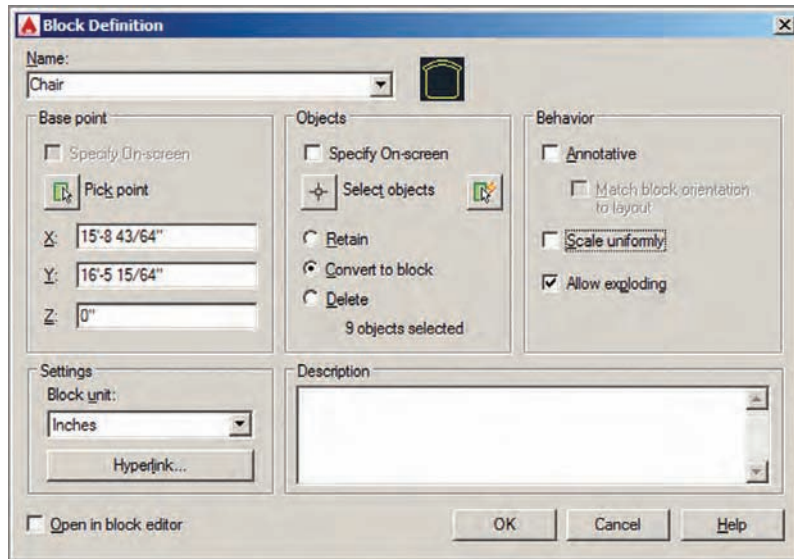 Block Definition
Name:
Chair
Base point
Specify On-screen
Pick point
X: 15'-8 43/64"
Y: 16'-5 15/64"
Z: 0"
Objects
Specify On-screen
Select objects
Retain
Convert to block
Delete
9 objects selected
Behavior
Annotative
Match block orientation
to layout
Scale uniformly
Allow exploding
Settings
Block unit:
Inches
Hyperlink...
Description
Open in block editor
OK
Cancel
Help